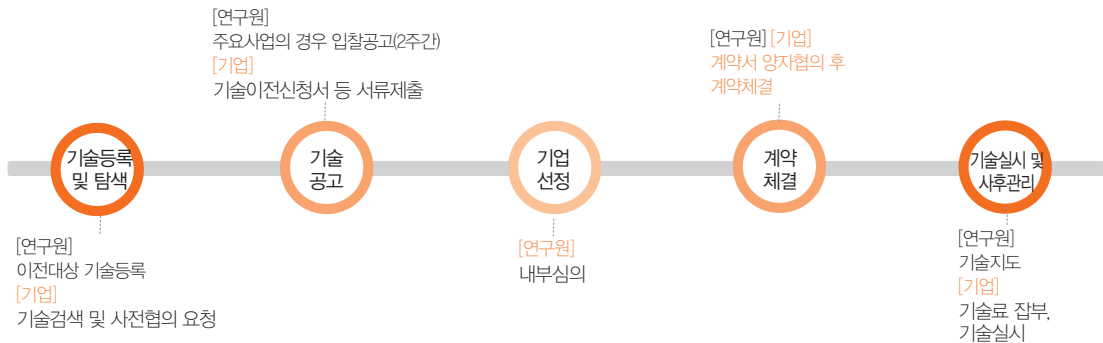 [연구원]
주요사업의 경우 입찰공고(2주간)
[기업]
기술이전신청서 등 서류제출
[연구원] [기업]
계약서 양자협의 후
계약체결
기술등록
및 탐색
기술
공고
기업
선정
계약
체결
기술실시 및
사후관리
[연구원]
이전대상 기술등록
[기업]
기술검색 및 사전협의 요청
[연구원]
내부심의
[연구원]
기술지도
[기업]
기술료 잡부,
기술실시